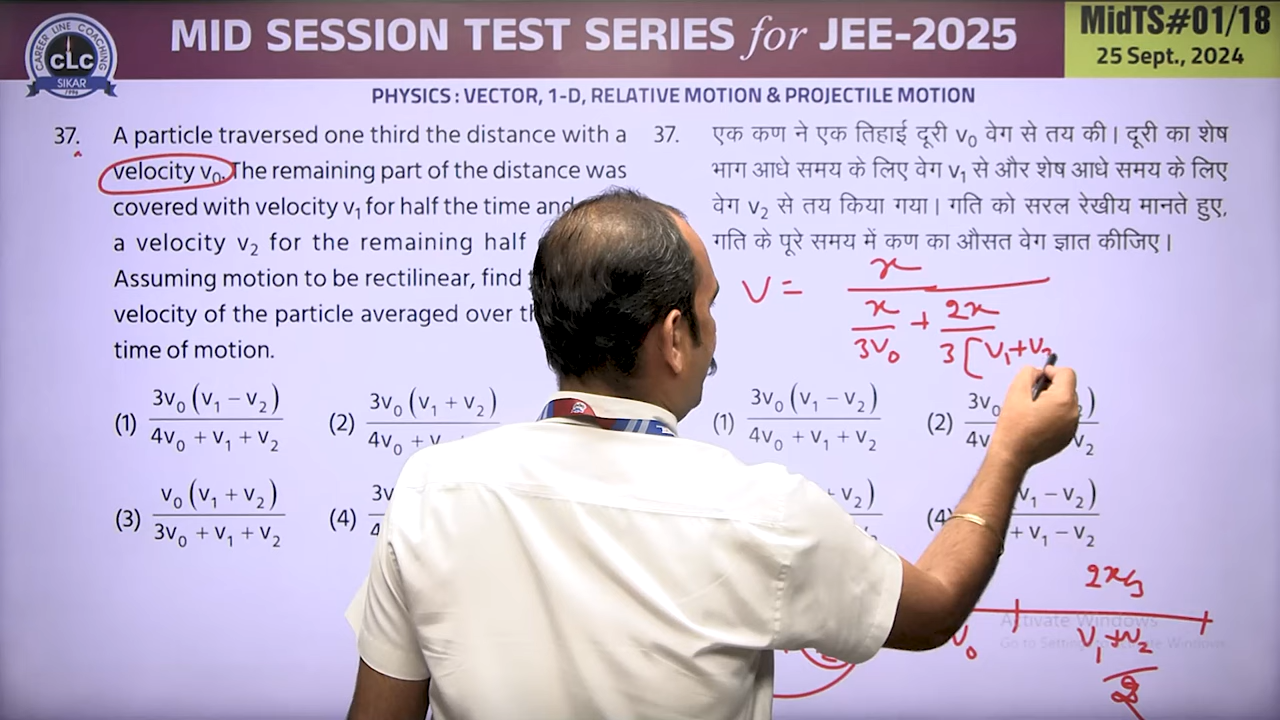 MID SESSION TEST SERIES for JEE-2025
MidTS#01/18
25 Sept., 2024
CAREER LINE COACHING
CLC
SIKAR
PHYSICS : VECTOR, 1-D, RELATIVE MOTION & PROJECTILE MOTION
37. A particle traversed one third the distance with a
velocity v₀. The remaining part of the distance was
covered with velocity v₁ for half the time and
a velocity v₂ for the remaining half
Assuming motion to be rectilinear, find
velocity of the particle averaged over
time of motion.
(1) 3v₀(v₁ − v₂) / 4v₀ + v₁ + v₂
(2) 3v₀(v₁ + v₂) / 4v₀ +
(3) v₀(v₁ + v₂) / 3v₀ + v₁ + v₂
(4) 3v / 4
37. एक कण ने एक तिहाई दूरी v₀ वेग से तय की। दूरी का शेष
भाग आधे समय के लिए वेग v₁ से और शेष आधे समय के लिए
वेग v₂ से तय किया गया। गति को सरल रेखीय मानते हुए,
गति के पूरे समय में कण का औसत वेग ज्ञात कीजिए।
V = x / x/3V₀ + 2x/3[V₁+V₂
(1) 3v₀(v₁ − v₂) / 4v₀ + v₁ + v₂
(2) 3v₀ ) / 4v v₂
v₂)
(4) v₁ − v₂) / + v₁ − v₂
2x/3
V₀
V₁+V₂ / 2
Activate Windows